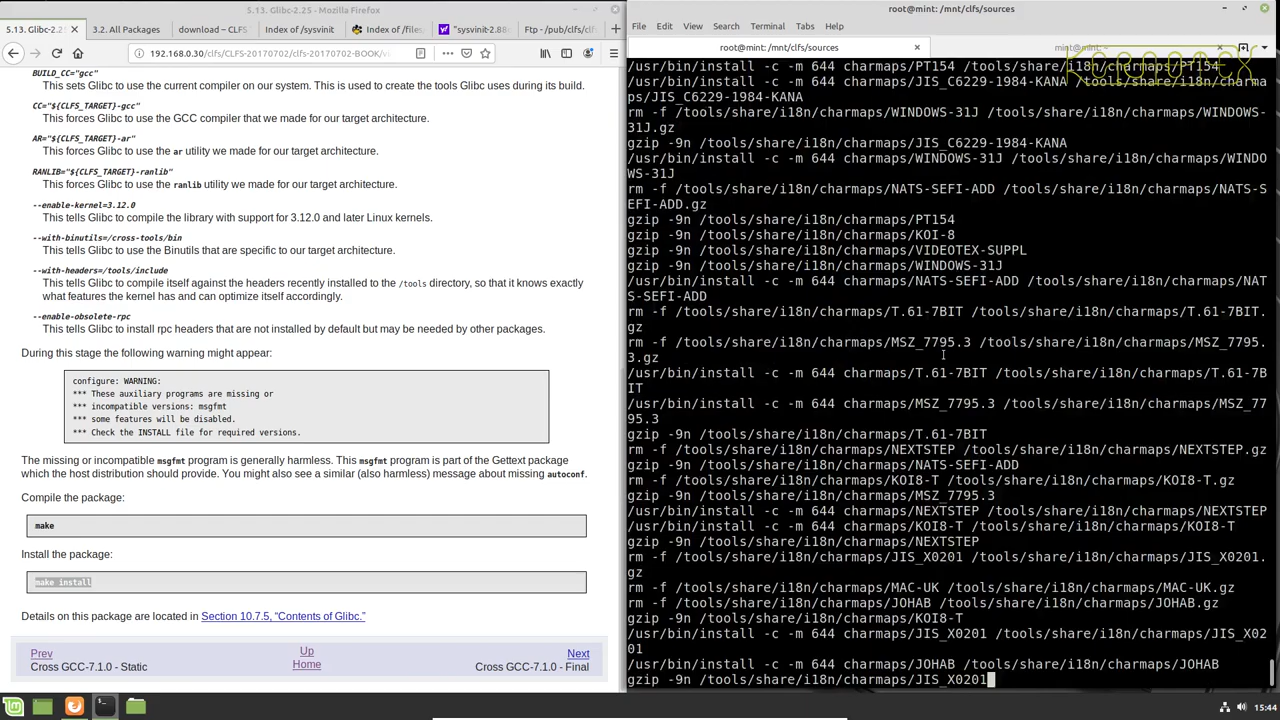 5.13. Glibc-2.25 - Mozilla Firefox
5.13. Glibc-2.25
3.2. All Packages
download – CLFS
Index of /sysvinit
Index of /files
"sysvinit-2.88
Ftp - /pub/clfs/c
192.168.0.30/clfs/CLFS-20170702-BOOK/clfs-20170702-BOOK/
BUILD_CC="gcc"
This sets Glibc to use the current compiler on our system. This is used to create the tools Glibc uses during its build.
CC="${CLFS_TARGET}-gcc"
This forces Glibc to use the GCC compiler that we made for our target architecture.
AR="${CLFS_TARGET}-ar"
This forces Glibc to use the ar utility we made for our target architecture.
RANLIB="${CLFS_TARGET}-ranlib"
This forces Glibc to use the ranlib utility we made for our target architecture.
--enable-kernel=3.12.0
This tells Glibc to compile the library with support for 3.12.0 and later Linux kernels.
--with-binutils=/cross-tools/bin
This tells Glibc to use the Binutils that are specific to our target architecture.
--with-headers=/tools/include
This tells Glibc to compile itself against the headers recently installed to the /tools directory, so that it knows exactly
what features the kernel has and can optimize itself accordingly.
--enable-obsolete-rpc
This tells Glibc to install rpc headers that are not installed by default but may be needed by other packages.
During this stage the following warning might appear:
configure: WARNING:
*** These auxiliary programs are missing or
*** incompatible versions: msgfmt
*** some features will be disabled.
*** Check the INSTALL file for required versions.
The missing or incompatible msgfmt program is generally harmless. This msgfmt program is part of the Gettext package
which the host distribution should provide. You might also see a similar (also harmless) message about missing autoconf.
Compile the package:
make
Install the package:
make install
Details on this package are located in Section 10.7.5, “Contents of Glibc.”
Prev Up Next
Cross GCC-7.1.0 - Static Home Cross GCC-7.1.0 - Final
root@mint: /mnt/clfs/sources
File Edit View Search Terminal Tabs Help
root@mint: /mnt/clfs/sources
root@mint: ~
/usr/bin/install -c -m 644 charmaps/PT154 /tools/share/i18n/charmaps/PT154
/usr/bin/install -c -m 644 charmaps/JIS_C6229-1984-KANA /tools/share/i18n/charma
ps/JIS_C6229-1984-KANA
rm -f /tools/share/i18n/charmaps/WINDOWS-31J /tools/share/i18n/charmaps/WINDOWS-
31J.gz
gzip -9n /tools/share/i18n/charmaps/JIS_C6229-1984-KANA
/usr/bin/install -c -m 644 charmaps/WINDOWS-31J /tools/share/i18n/charmaps/WINDO
WS-31J
rm -f /tools/share/i18n/charmaps/NATS-SEFI-ADD /tools/share/i18n/charmaps/NATS-S
EFI-ADD.gz
gzip -9n /tools/share/i18n/charmaps/PT154
gzip -9n /tools/share/i18n/charmaps/KOI-8
gzip -9n /tools/share/i18n/charmaps/VIDEOTEX-SUPPL
gzip -9n /tools/share/i18n/charmaps/WINDOWS-31J
/usr/bin/install -c -m 644 charmaps/NATS-SEFI-ADD /tools/share/i18n/charmaps/NAT
S-SEFI-ADD
rm -f /tools/share/i18n/charmaps/T.61-7BIT /tools/share/i18n/charmaps/T.61-7BIT.
gz
rm -f /tools/share/i18n/charmaps/MSZ_7795.3 /tools/share/i18n/charmaps/MSZ_7795.
3.gz
/usr/bin/install -c -m 644 charmaps/T.61-7BIT /tools/share/i18n/charmaps/T.61-7B
IT
/usr/bin/install -c -m 644 charmaps/MSZ_7795.3 /tools/share/i18n/charmaps/MSZ_77
95.3
gzip -9n /tools/share/i18n/charmaps/T.61-7BIT
rm -f /tools/share/i18n/charmaps/NEXTSTEP /tools/share/i18n/charmaps/NEXTSTEP.gz
gzip -9n /tools/share/i18n/charmaps/NATS-SEFI-ADD
rm -f /tools/share/i18n/charmaps/KOI8-T /tools/share/i18n/charmaps/KOI8-T.gz
gzip -9n /tools/share/i18n/charmaps/MSZ_7795.3
/usr/bin/install -c -m 644 charmaps/NEXTSTEP /tools/share/i18n/charmaps/NEXTSTEP
/usr/bin/install -c -m 644 charmaps/KOI8-T /tools/share/i18n/charmaps/KOI8-T
gzip -9n /tools/share/i18n/charmaps/NEXTSTEP
rm -f /tools/share/i18n/charmaps/JIS_X0201 /tools/share/i18n/charmaps/JIS_X0201.
gz
rm -f /tools/share/i18n/charmaps/MAC-UK /tools/share/i18n/charmaps/MAC-UK.gz
rm -f /tools/share/i18n/charmaps/JOHAB /tools/share/i18n/charmaps/JOHAB.gz
gzip -9n /tools/share/i18n/charmaps/KOI8-T
/usr/bin/install -c -m 644 charmaps/JIS_X0201 /tools/share/i18n/charmaps/JIS_X02
01
/usr/bin/install -c -m 644 charmaps/JOHAB /tools/share/i18n/charmaps/JOHAB
gzip -9n /tools/share/i18n/charmaps/JIS_X0201
15:44